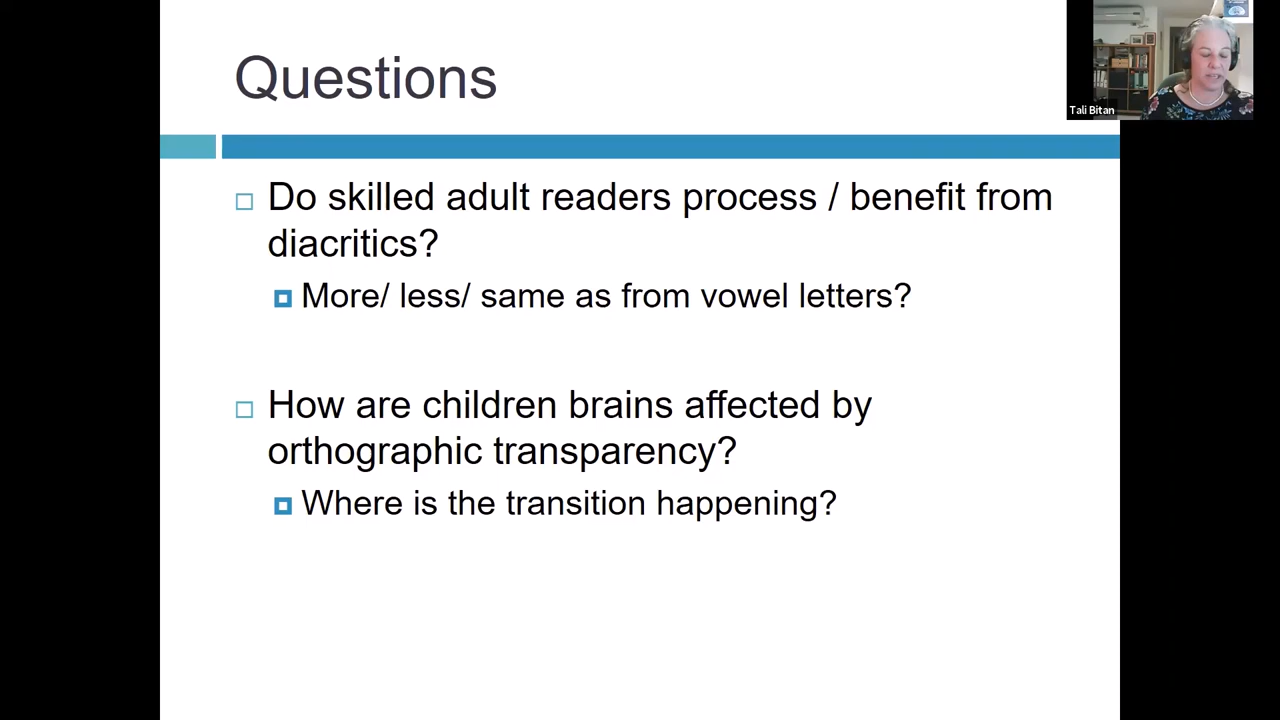 Questions
Tali Bitan
Do skilled adult readers process / benefit from
diacritics?
More/ less/ same as from vowel letters?
How are children brains affected by
orthographic transparency?
Where is the transition happening?